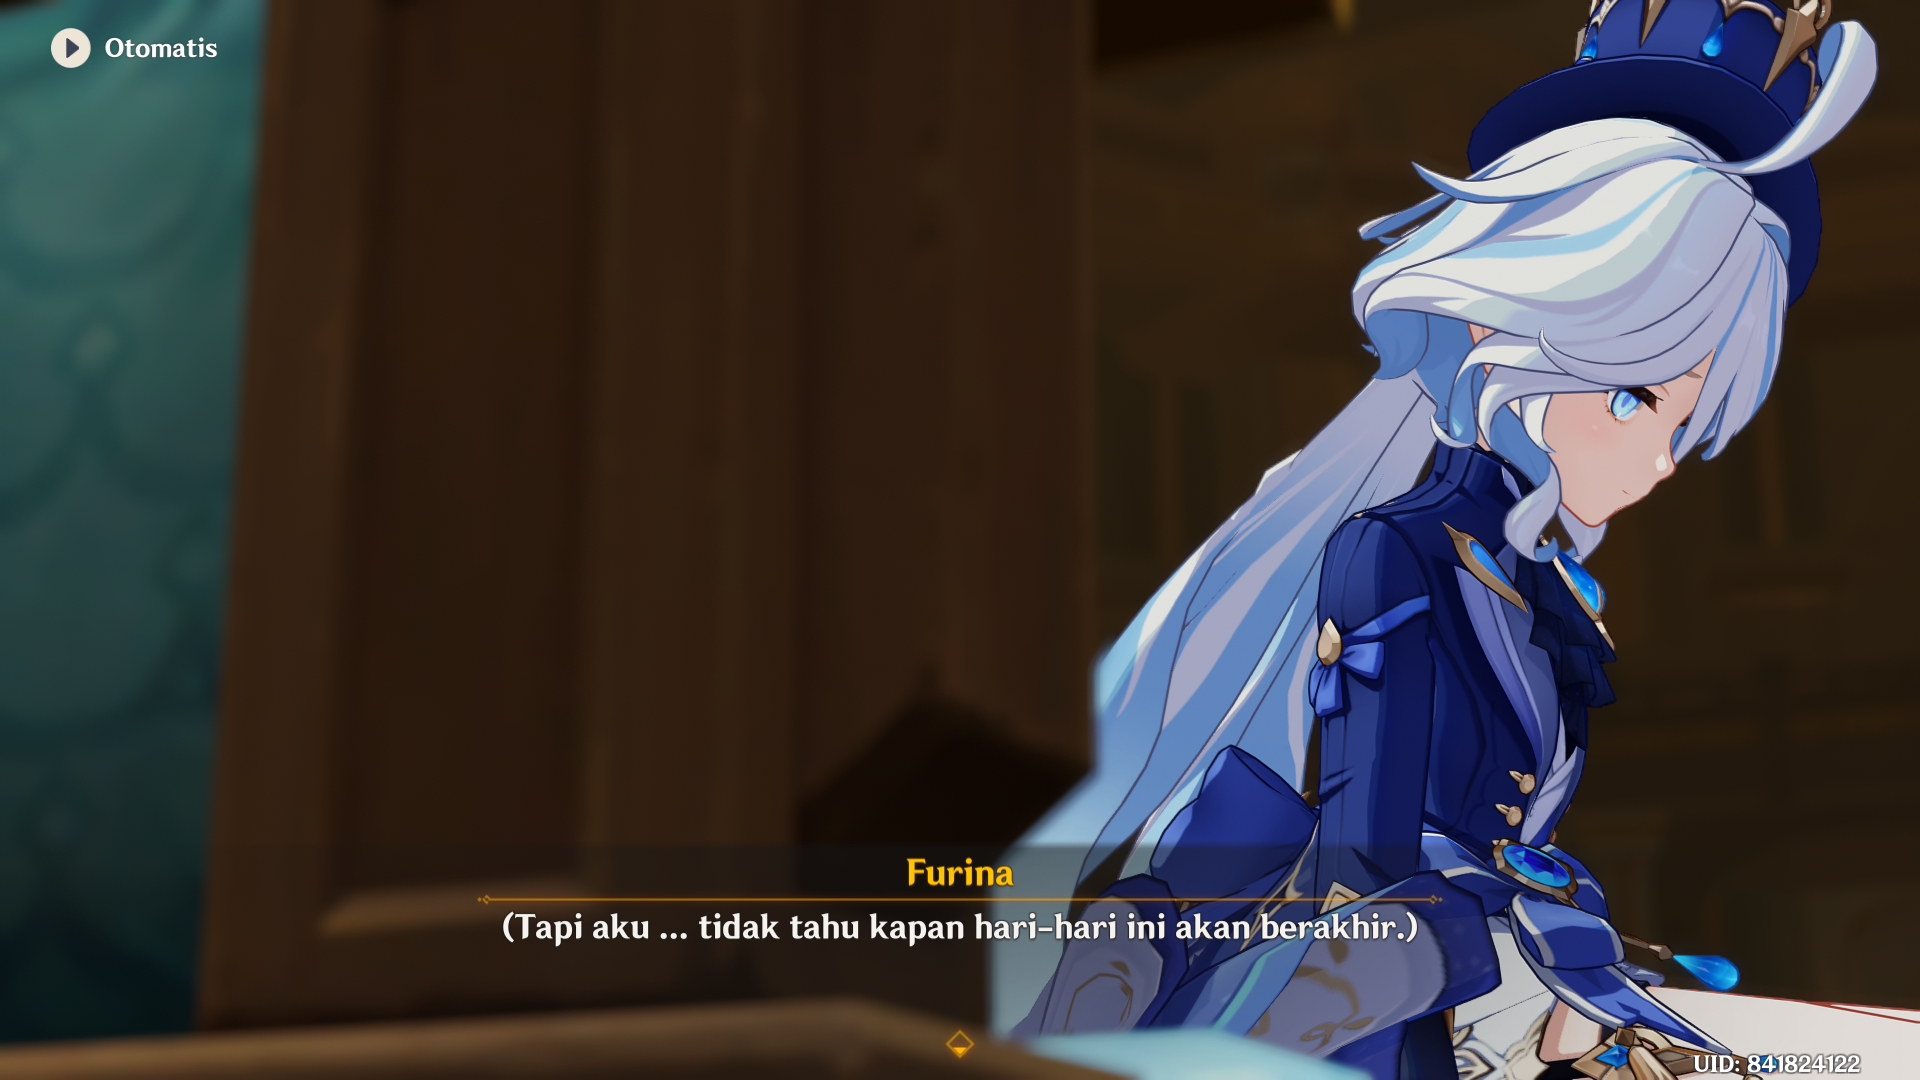 Otomatis
Furina
(Tapi aku ... tidak tahu kapan hari-hari ini akan berakhir.)
UID: 841824122